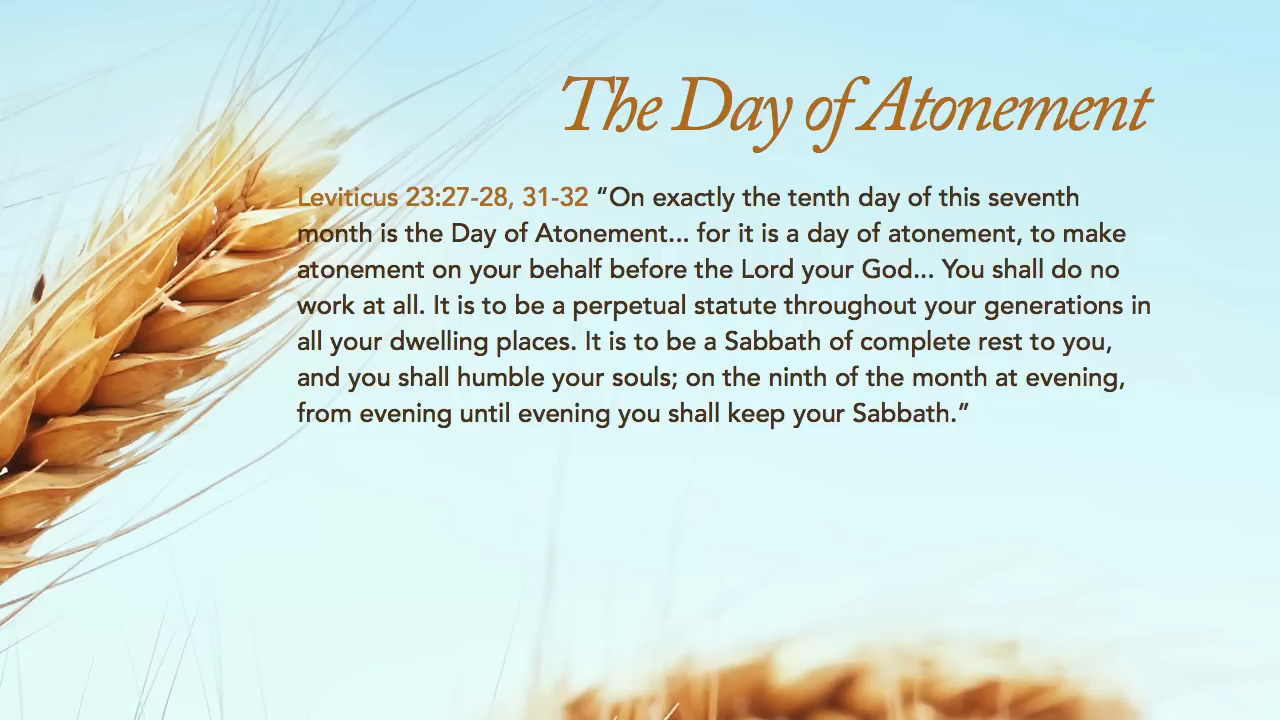 The Day of Atonement
Leviticus 23:27-28, 31-32 “On exactly the tenth day of this seventh
month is the Day of Atonement... for it is a day of atonement, to make
atonement on your behalf before the Lord your God... You shall do no
work at all. It is to be a perpetual statute throughout your generations in
all your dwelling places. It is to be a Sabbath of complete rest to you,
and you shall humble your souls; on the ninth of the month at evening,
from evening until evening you shall keep your Sabbath.”